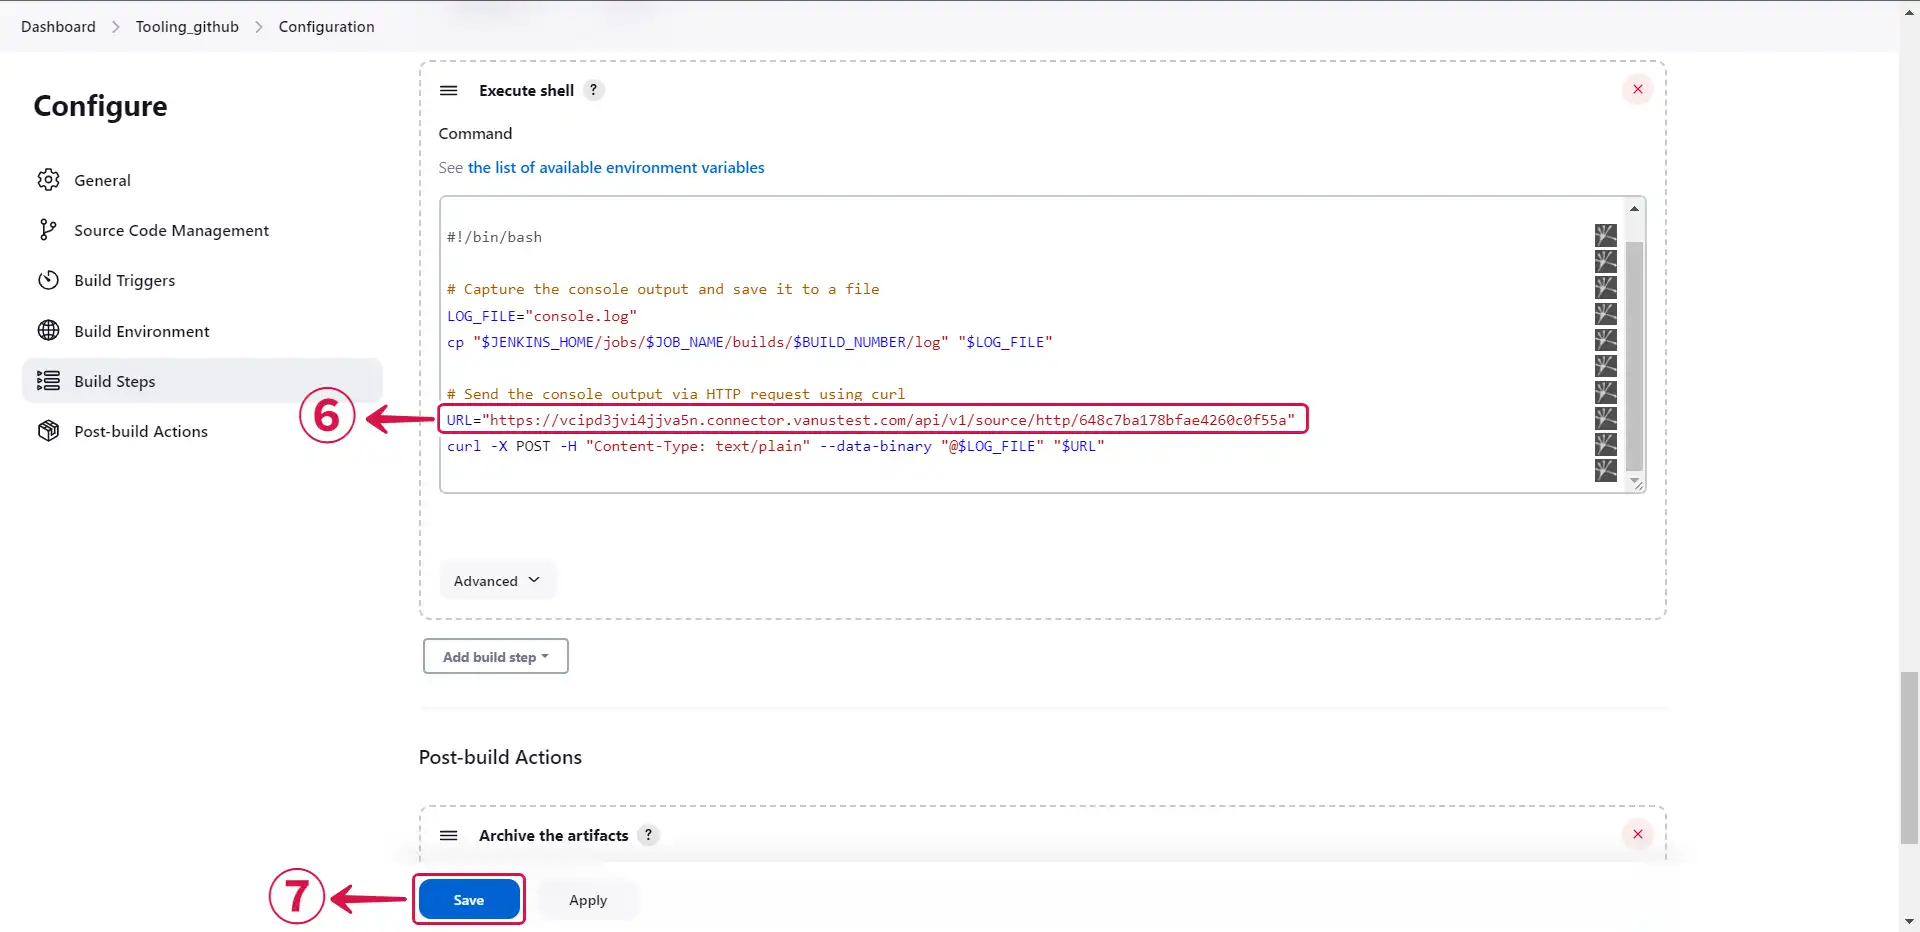 Dashboard > Tooling_github > Configuration
Configure
General
Source Code Management
Build Triggers
Build Environment
Build Steps
Post-build Actions
Execute shell ?
Command
See the list of available environment variables
#!/bin/bash
# Capture the console output and save it to a file
LOG_FILE="console.log"
cp "$JENKINS_HOME/jobs/$JOB_NAME/builds/$BUILD_NUMBER/log" "$LOG_FILE"
# Send the console output via HTTP request using curl
6
URL="https://vcipd3jvi4jjva5n.connector.vanustest.com/api/v1/source/http/648c7ba178bfae4260c0f55a"
curl -X POST -H "Content-Type: text/plain" --data-binary "@$LOG_FILE" "$URL"
Advanced
Add build step
Post-build Actions
Archive the artifacts ?
7
Save
Apply